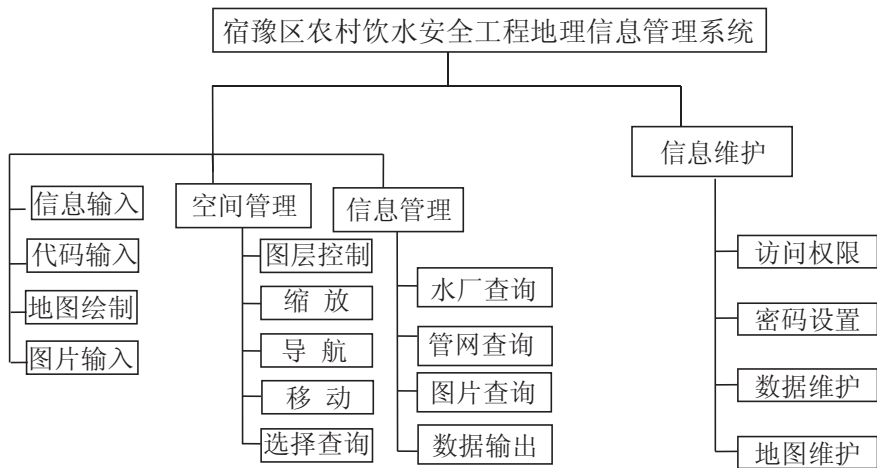 宿豫区农村饮水安全工程地理信息管理系统
信息维护
空间管理
信息管理
信息输入
代码输入
地图绘制
图片输入
图层控制
缩 放
导 航
移 动
选择查询
水厂查询
管网查询
图片查询
数据输出
访问权限
密码设置
数据维护
地图维护